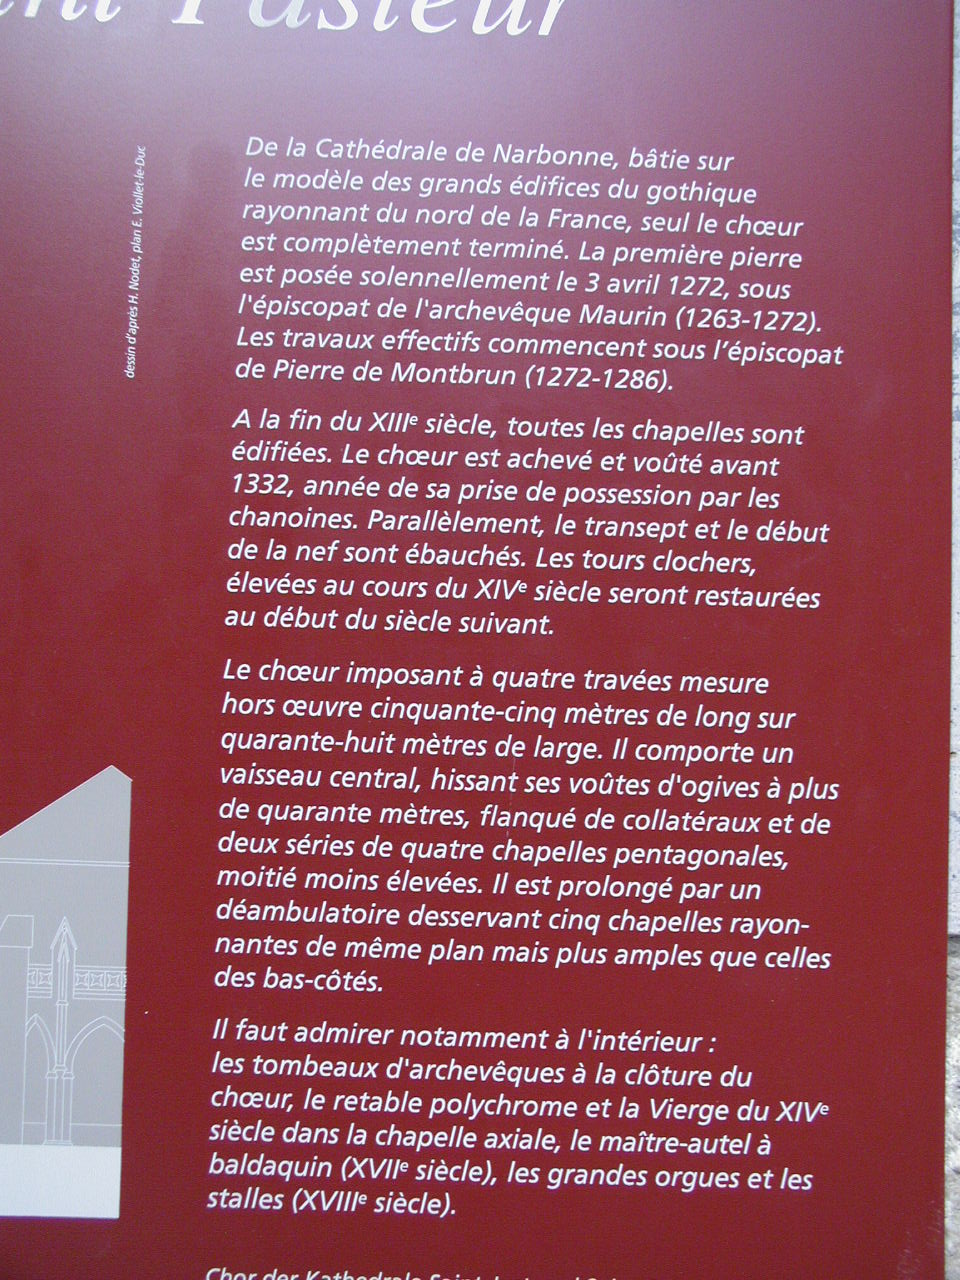 Pasteur
dessin d'après H. Nodet, plan E. Viollet-le-Duc
De la Cathédrale de Narbonne, bâtie sur
le modèle des grands édifices du gothique
rayonnant du nord de la France, seul le chœur
est complètement terminé. La première pierre
est posée solennellement le 3 avril 1272, sous
l'épiscopat de l'archevêque Maurin (1263-1272).
Les travaux effectifs commencent sous l'épiscopat
de Pierre de Montbrun (1272-1286).
A la fin du XIIIe siècle, toutes les chapelles sont
édifiées. Le chœur est achevé et voûté avant
1332, année de sa prise de possession par les
chanoines. Parallèlement, le transept et le début
de la nef sont ébauchés. Les tours clochers,
élevées au cours du XIVe siècle seront restaurées
au début du siècle suivant.
Le chœur imposant à quatre travées mesure
hors œuvre cinquante-cinq mètres de long sur
quarante-huit mètres de large. Il comporte un
vaisseau central, hissant ses voûtes d'ogives à plus
de quarante mètres, flanqué de collatéraux et de
deux séries de quatre chapelles pentagonales,
moitié moins élevées. Il est prolongé par un
déambulatoire desservant cinq chapelles rayon-
nantes de même plan mais plus amples que celles
des bas-côtés.
Il faut admirer notamment à l'intérieur :
les tombeaux d'archevêques à la clôture du
chœur, le retable polychrome et la Vierge du XIVe
siècle dans la chapelle axiale, le maître-autel à
baldaquin (XVIIe siècle), les grandes orgues et les
stalles (XVIIIe siècle).
Chor der Kathedrale